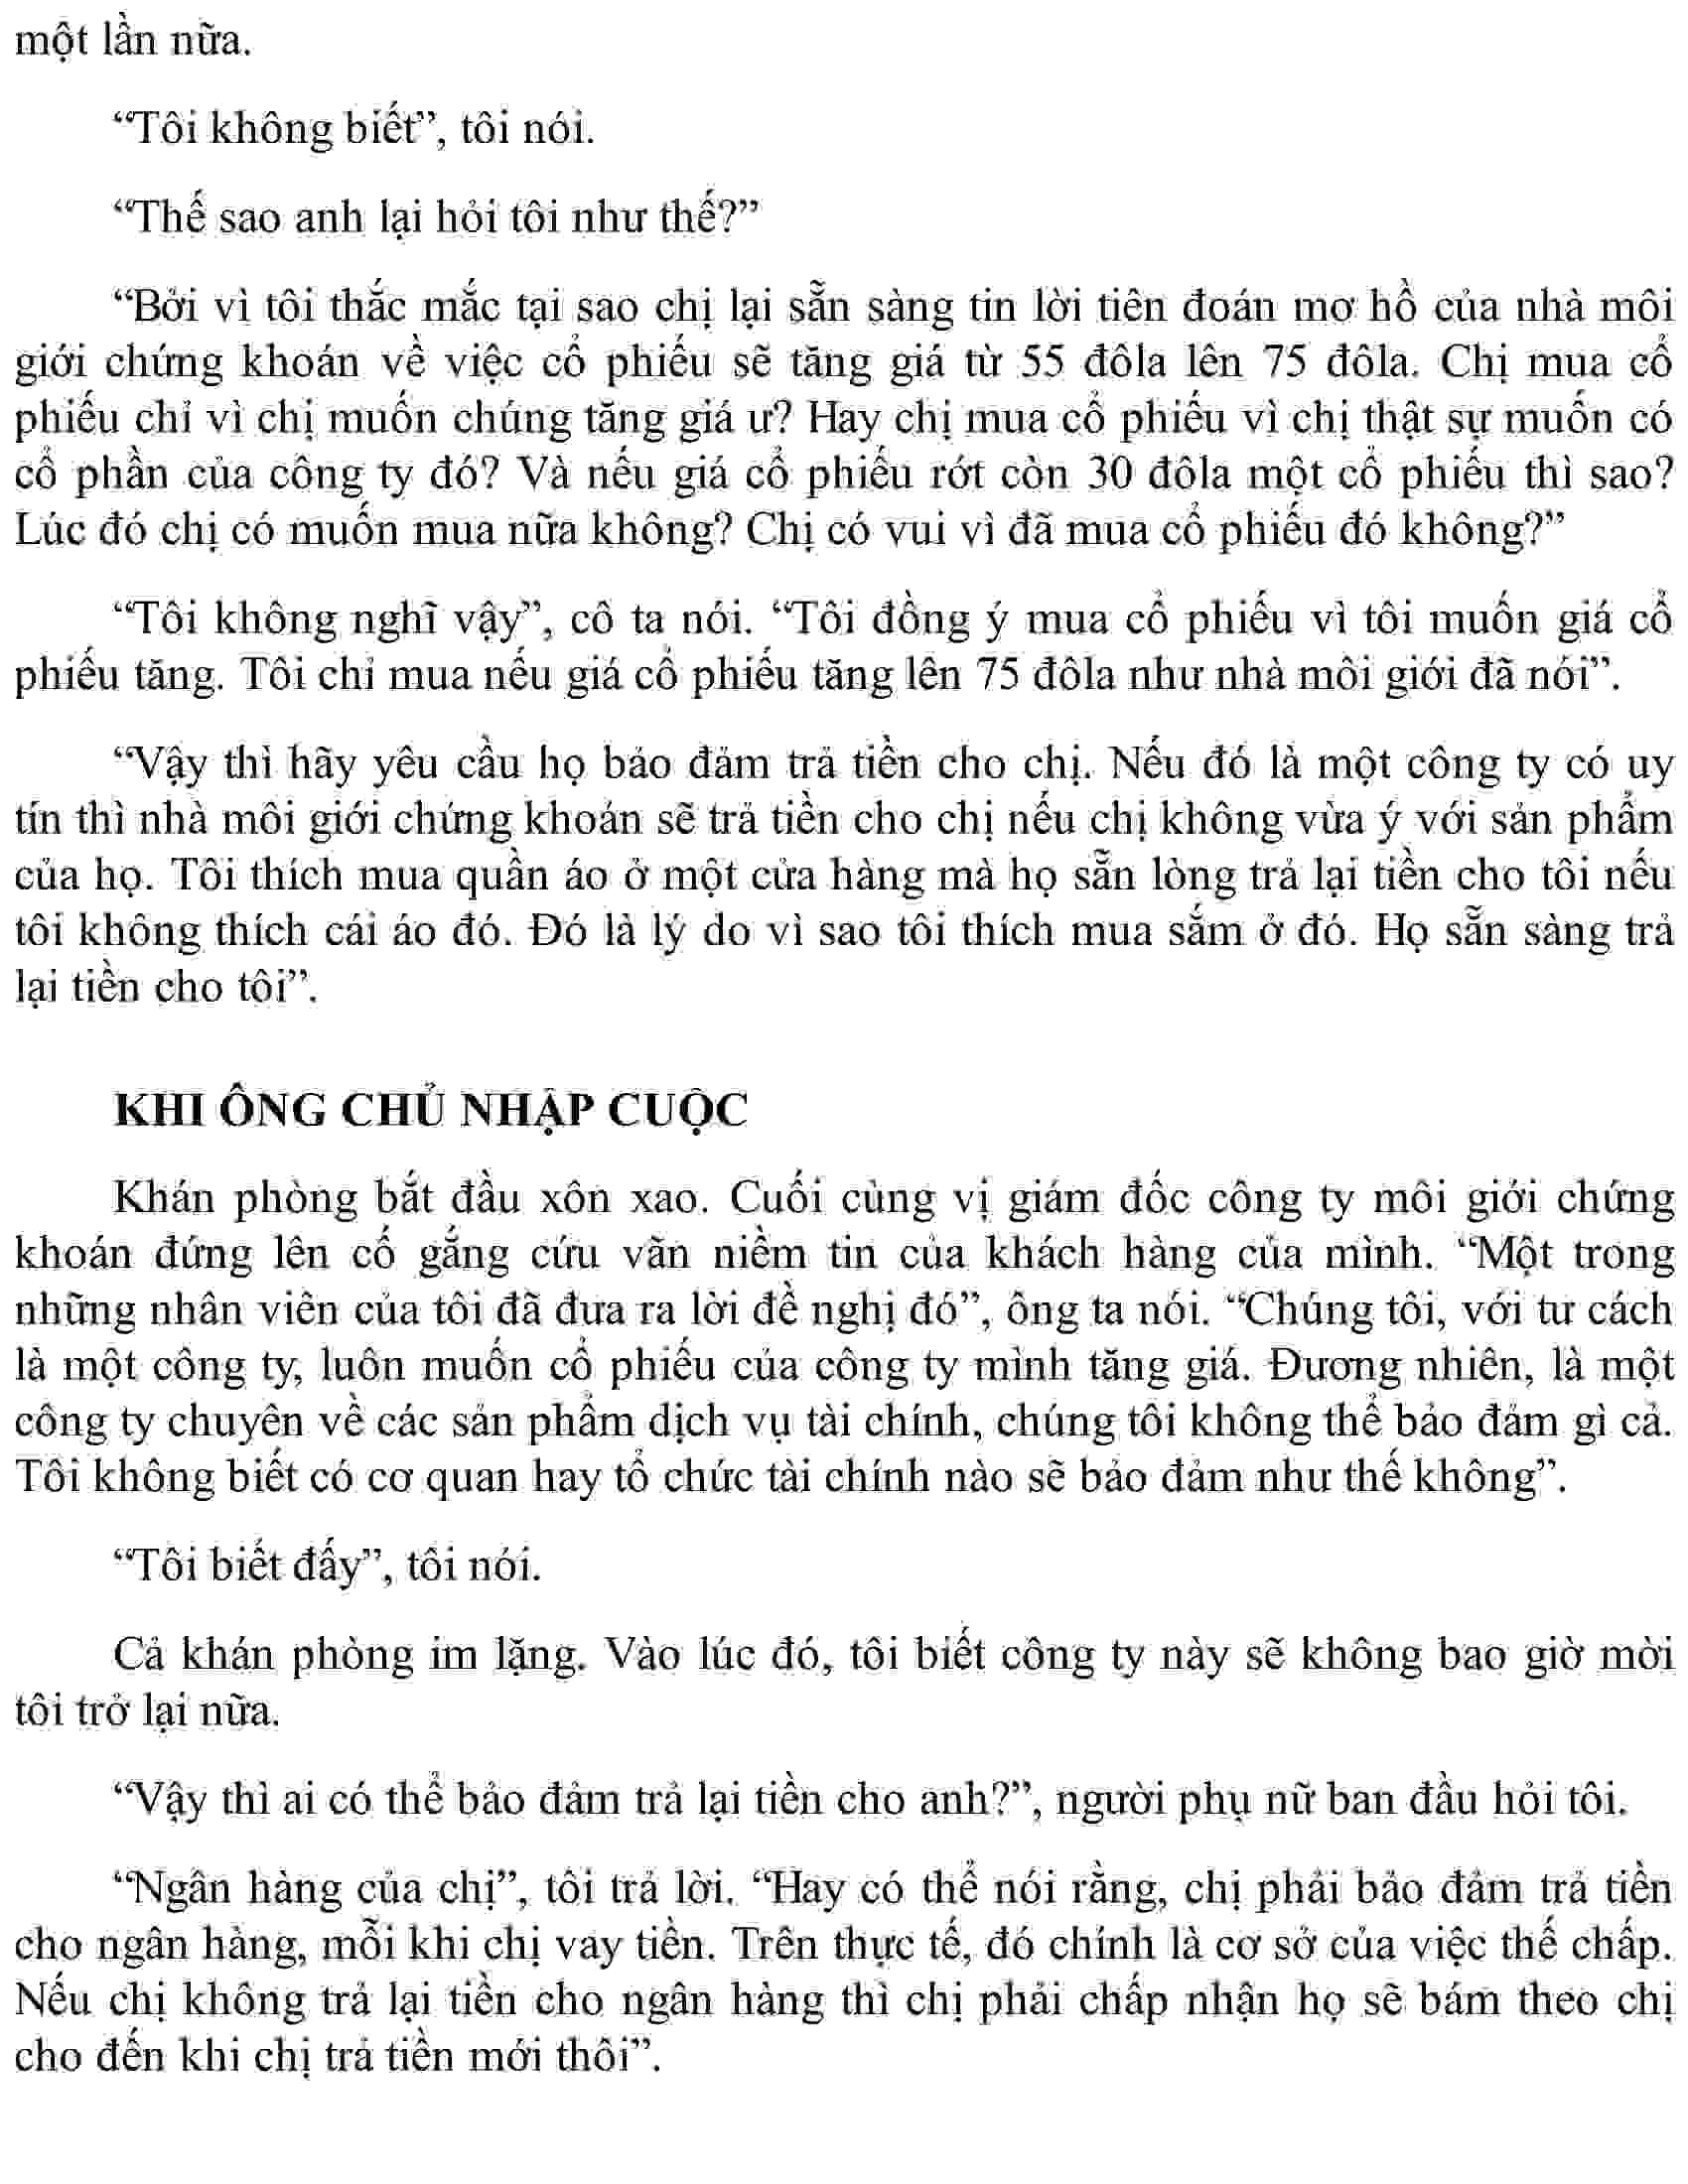 một lần nữa.
“Tôi không biết”, tôi nói.
“Thế sao anh lại hỏi tôi như thế?”
“Bởi vì tôi thắc mắc tại sao chị lại sẵn sàng tin lời tiên đoán mơ hồ của nhà môi
giới chứng khoán về việc cổ phiếu sẽ tăng giá từ 55 đôla lên 75 đôla. Chị mua cổ
phiếu chỉ vì chị muốn chúng tăng giá ư? Hay chị mua cổ phiếu vì chị thật sự muốn có
cổ phần của công ty đó? Và nếu giá cổ phiếu rớt còn 30 đôla một cổ phiếu thì sao?
Lúc đó chị có muốn mua nữa không? Chị có vui vì đã mua cổ phiếu đó không?”
“Tôi không nghĩ vậy”, cô ta nói. “Tôi đồng ý mua cổ phiếu vì tôi muốn giá cổ
phiếu tăng. Tôi chỉ mua nếu giá cổ phiếu tăng lên 75 đôla như nhà môi giới đã nói”.
“Vậy thì hãy yêu cầu họ bảo đảm trả tiền cho chị. Nếu đó là một công ty có uy
tín thì nhà môi giới chứng khoán sẽ trả tiền cho chị nếu chị không vừa ý với sản phẩm
của họ. Tôi thích mua quần áo ở một cửa hàng mà họ sẵn lòng trả lại tiền cho tôi nếu
tôi không thích cái áo đó. Đó là lý do vì sao tôi thích mua sắm ở đó. Họ sẵn sàng trả
lại tiền cho tôi”.
KHI ÔNG CHỦ NHẬP CUỘC
Khán phòng bắt đầu xôn xao. Cuối cùng vị giám đốc công ty môi giới chứng
khoán đứng lên cố gắng cứu vãn niềm tin của khách hàng của mình. “Một trong
những nhân viên của tôi đã đưa ra lời đề nghị đó”, ông ta nói. “Chúng tôi, với tư cách
là một công ty, luôn muốn cổ phiếu của công ty mình tăng giá. Đương nhiên, là một
công ty chuyên về các sản phẩm dịch vụ tài chính, chúng tôi không thể bảo đảm gì cả.
Tôi không biết có cơ quan hay tổ chức tài chính nào sẽ bảo đảm như thế không”.
“Tôi biết đấy”, tôi nói.
Cả khán phòng im lặng. Vào lúc đó, tôi biết công ty này sẽ không bao giờ mời
tôi trở lại nữa.
“Vậy thì ai có thể bảo đảm trả lại tiền cho anh?”, người phụ nữ ban đầu hỏi tôi.
“Ngân hàng của chị”, tôi trả lời. “Hay có thể nói rằng, chị phải bảo đảm trả tiền
cho ngân hàng, mỗi khi chị vay tiền. Trên thực tế, đó chính là cơ sở của việc thế chấp.
Nếu chị không trả lại tiền cho ngân hàng thì chị phải chấp nhận họ sẽ bám theo chị
cho đến khi chị trả tiền mới thôi”.